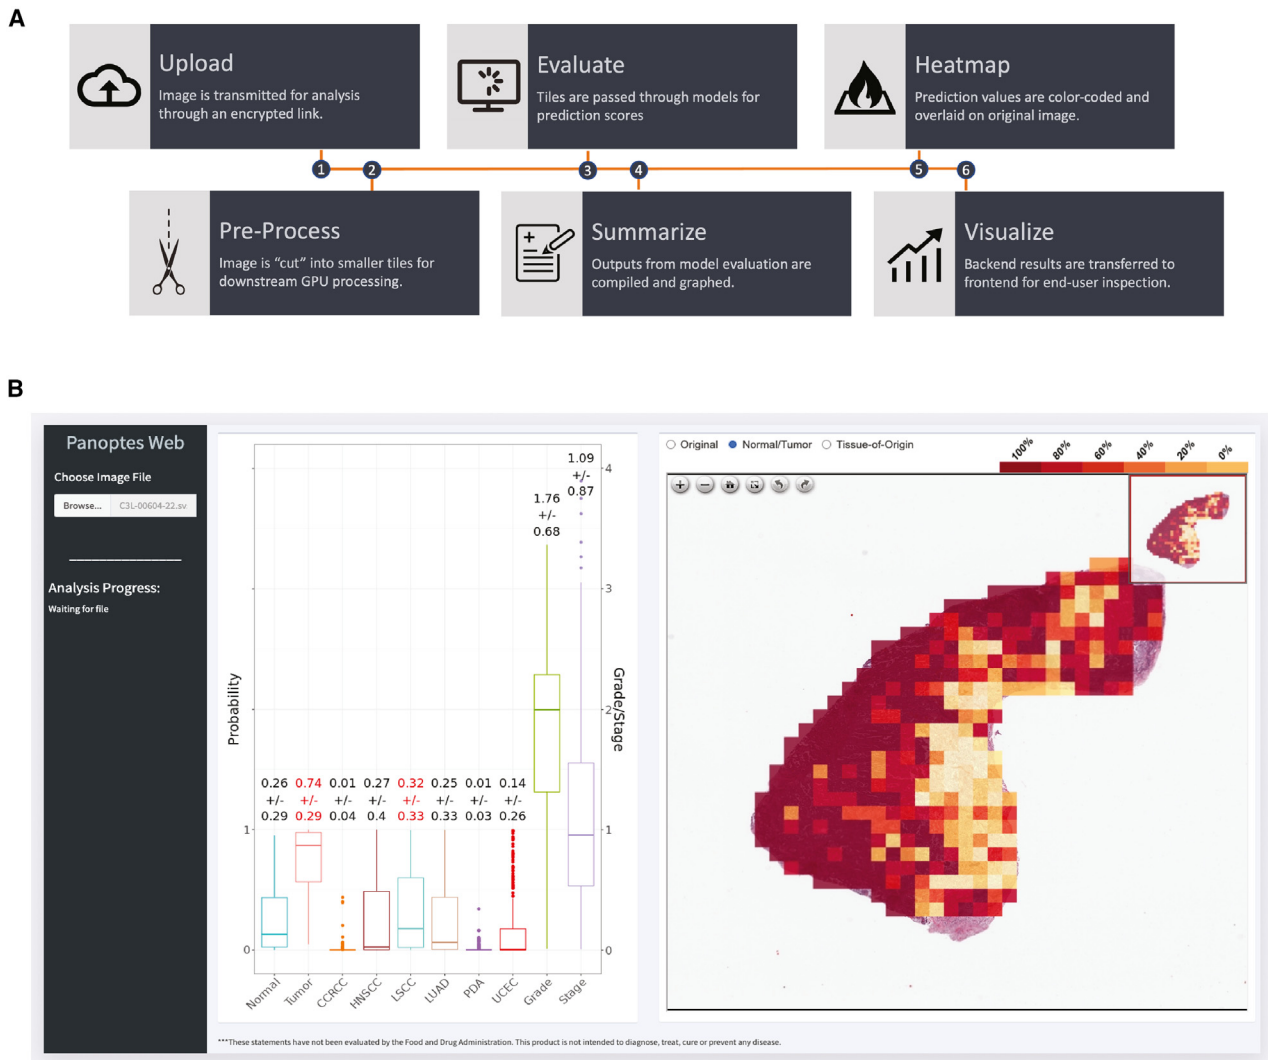 A
Upload
Image is transmitted for analysis
through an encrypted link.
Evaluate
Tiles are passed through models for
prediction scores
Heatmap
Prediction values are color-coded and
overlaid on original image.
1
2
3
4
5
6
Pre-Process
Image is “cut” into smaller tiles for
downstream GPU processing.
Summarize
Outputs from model evaluation are
compiled and graphed.
Visualize
Backend results are transferred to
frontend for end-user inspection.
B
Panoptes Web
Choose Image File
Browse... C3L-00604-22.sv
Analysis Progress:
Waiting for file
Probability
Grade/Stage
4
3
2
1
0
1
0
0.26
+/-
0.29
0.74
+/-
0.29
0.01
+/-
0.04
0.27
+/-
0.4
0.32
+/-
0.33
0.25
+/-
0.33
0.01
+/-
0.03
0.14
+/-
0.26
1.76
+/-
0.68
1.09
+/-
0.87
Normal
Tumor
CCRCC
HNSCC
LSCC
LUAD
PDA
UCEC
Grade
Stage
Original Normal/Tumor Tissue-of-Origin
100% 80% 60% 40% 20% 0%
***These statements have not been evaluated by the Food and Drug Administration. This product is not intended to diagnose, treat, cure or prevent any disease.